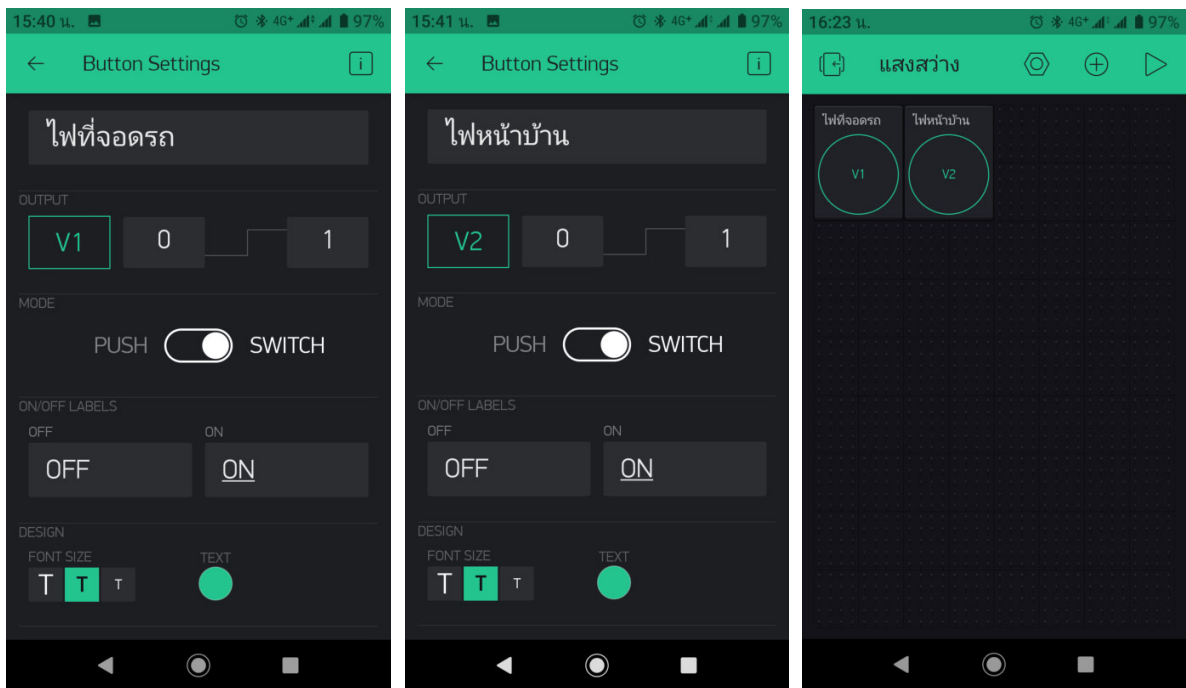 15:40 น. 4G+ 97%
Button Settings i
ไฟที่จอดรถ
OUTPUT
V1 0 1
MODE
PUSH SWITCH
ON/OFF LABELS
OFF ON
OFF ON
DESIGN
FONT SIZE TEXT
T T T
15:41 น. 4G+ 97%
Button Settings i
ไฟหน้าบ้าน
OUTPUT
V2 0 1
MODE
PUSH SWITCH
ON/OFF LABELS
OFF ON
OFF ON
DESIGN
FONT SIZE TEXT
T T T
16:23 น. 4G+ 97%
แสงสว่าง
ไฟที่จอดรถ ไฟหน้าบ้าน
V1 V2